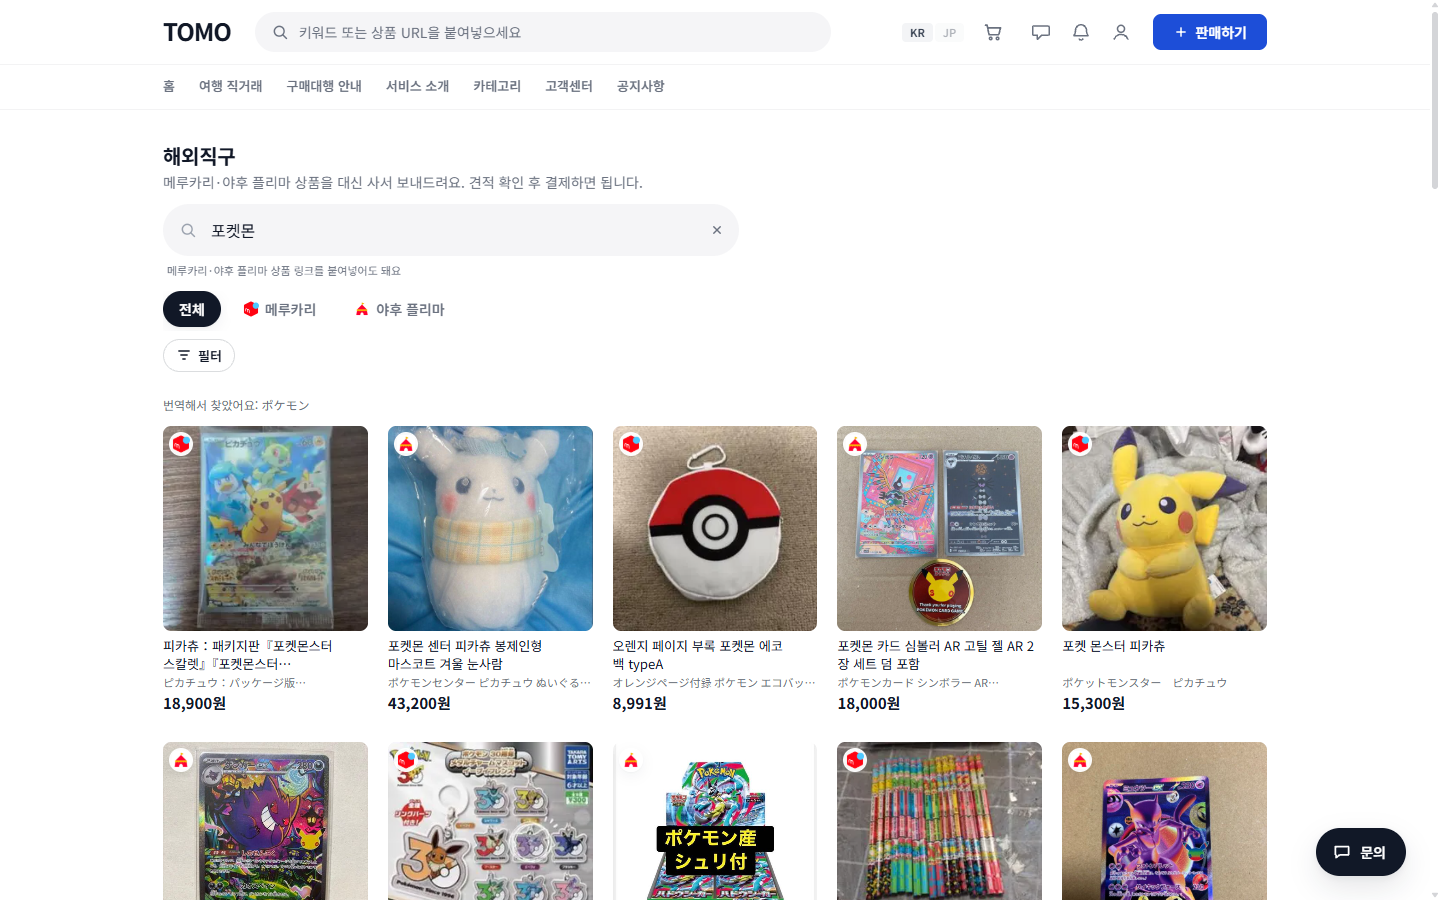 TOMO
키워드 또는 상품 URL을 붙여넣으세요
KR JP
판매하기
홈 여행 직거래 구매대행 안내 서비스 소개 카테고리 고객센터 공지사항
해외직구
메루카리·야후 플리마 상품을 대신 사서 보내드려요. 견적 확인 후 결제하면 됩니다.
포켓몬
메루카리·야후 플리마 상품 링크를 붙여넣어도 돼요
전체 메루카리 야후 플리마
필터
번역해서 찾았어요: ポケモン
피카츄：패키지판『포켓몬스터
스칼렛』『포켓몬스터…
ピカチュウ：パッケージ版…
18,900원
포켓몬 센터 피카츄 봉제인형
마스코트 겨울 눈사람
ポケモンセンター ピカチュウ ぬいぐる…
43,200원
오렌지 페이지 부록 포켓몬 에코
백 typeA
オレンジページ付録 ポケモン エコバッ…
8,991원
포켓몬 카드 심볼러 AR 고틸 젤 AR 2
장 세트 덤 포함
ポケモンカード シンボラー AR…
18,000원
포켓 몬스터 피카츄
ポケットモンスター　ピカチュウ
15,300원
ポケモン産
シュリ付
문의